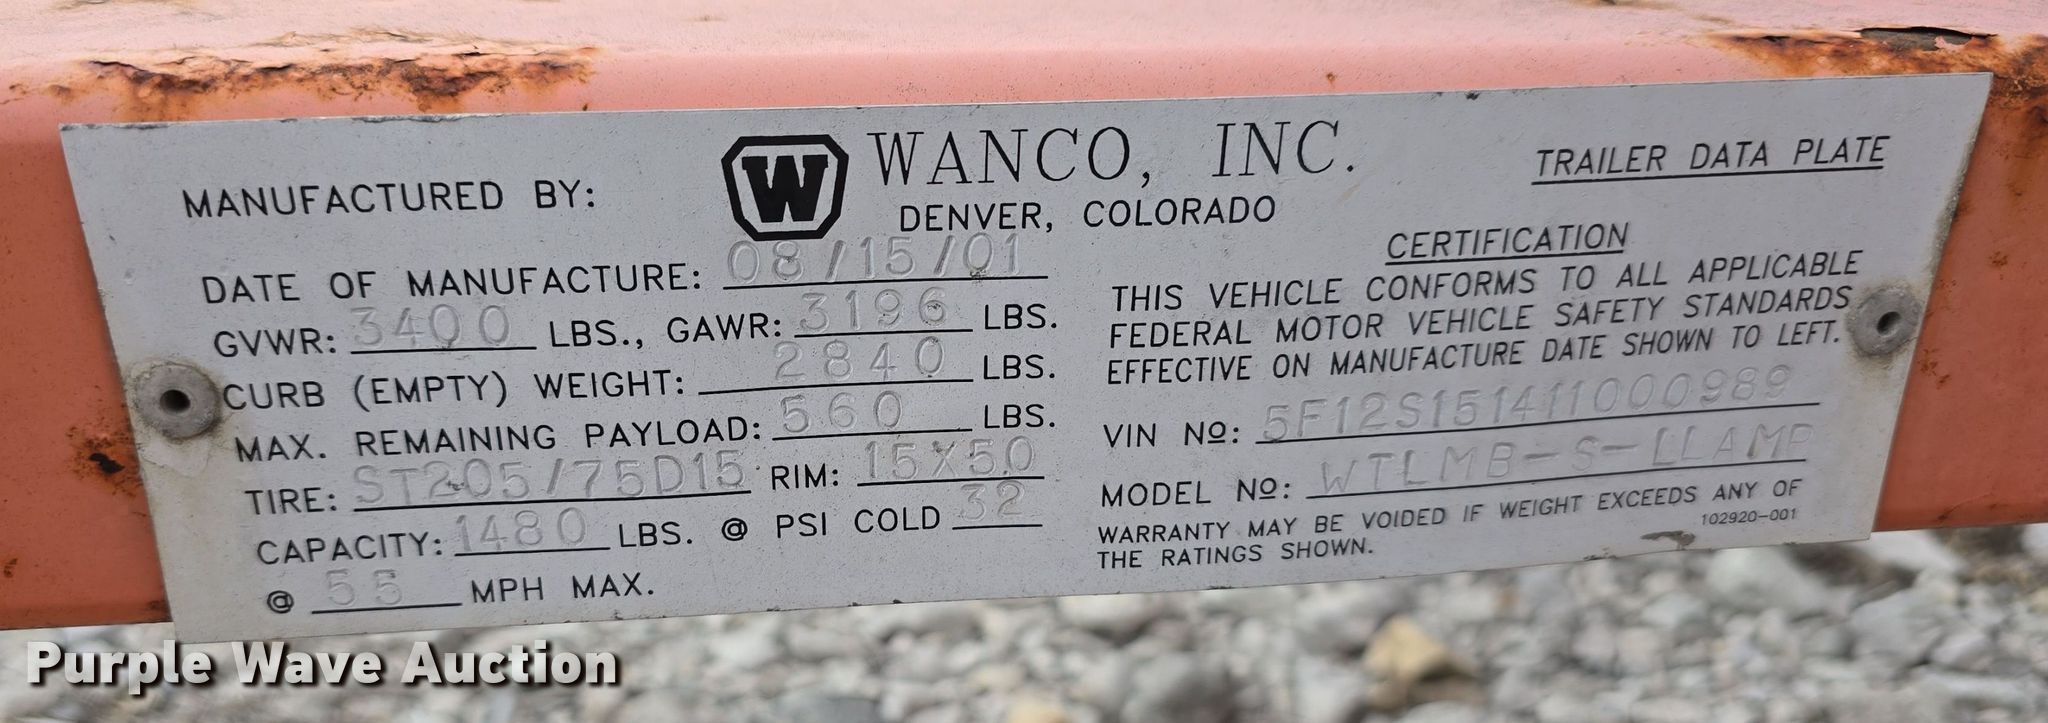 MANUFACTURED BY:
W
WANCO, INC.
DENVER, COLORADO
TRAILER DATA PLATE
DATE OF MANUFACTURE: 08/15/01
GVWR: 3400 LBS., GAWR: 3196 LBS.
CURB (EMPTY) WEIGHT: 2840 LBS.
MAX. REMAINING PAYLOAD: 560 LBS.
TIRE: ST205/75D15 RIM: 15X5.0
CAPACITY: 1480 LBS. @ PSI COLD 32
@ 55 MPH MAX.
CERTIFICATION
THIS VEHICLE CONFORMS TO ALL APPLICABLE
FEDERAL MOTOR VEHICLE SAFETY STANDARDS
EFFECTIVE ON MANUFACTURE DATE SHOWN TO LEFT.
VIN No: 5F12S151411000989
MODEL No: WTLMB-S-LLAMP
WARRANTY MAY BE VOIDED IF WEIGHT EXCEEDS ANY OF
THE RATINGS SHOWN.
102920-001
Purple Wave Auction